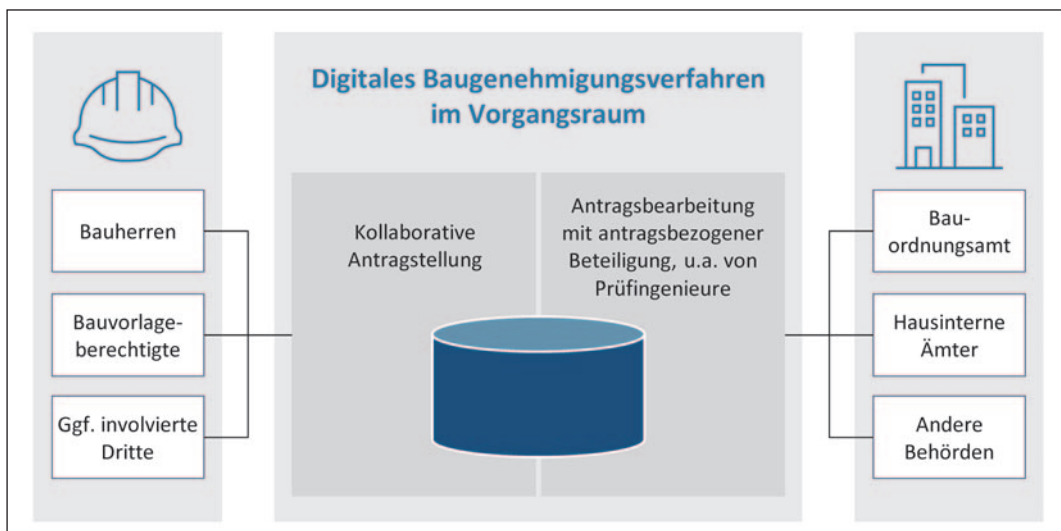 Digitales Baugenehmigungsverfahren
im Vorgangsraum
Bauherren
Bauvorlage-
berechtigte
Ggf. involvierte
Dritte
Kollaborative
Antragstellung
Antragsbearbeitung
mit antragsbezogener
Beteiligung, u.a. von
Prüfingenieure
Bau-
ordnungsamt
Hausinterne
Ämter
Andere
Behörden